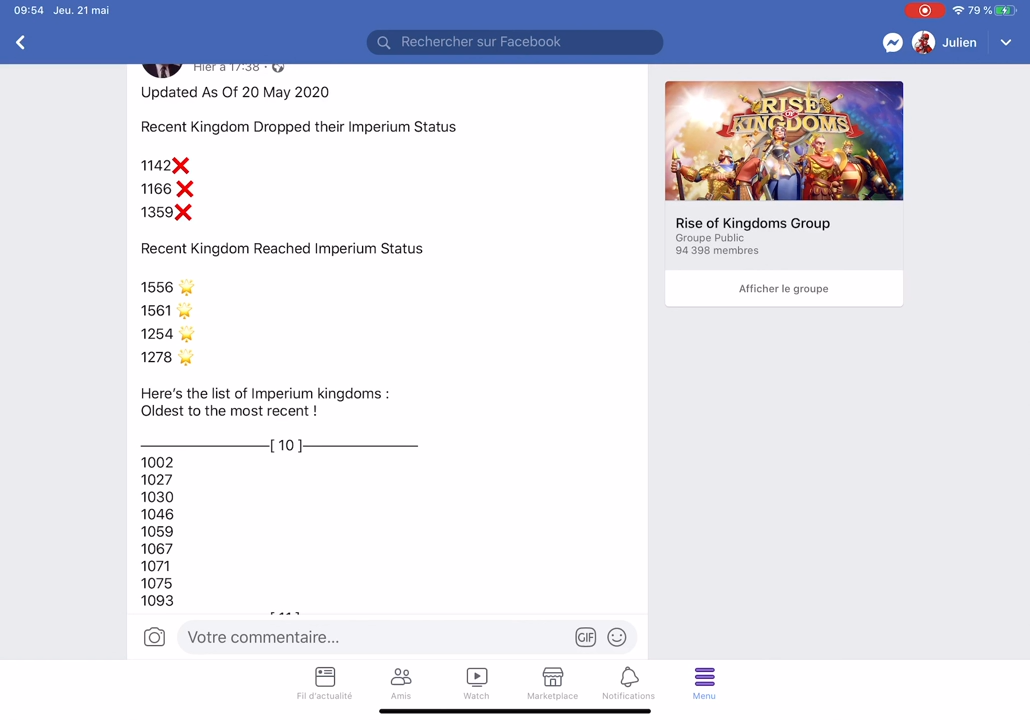 09:54 Jeu. 21 mai
79 %
Rechercher sur Facebook
Julien
Hier à 17:38 ·
Updated As Of 20 May 2020
Recent Kingdom Dropped their Imperium Status
1142❌
1166 ❌
1359❌
Recent Kingdom Reached Imperium Status
1556 🌟
1561 🌟
1254 🌟
1278 🌟
Here’s the list of Imperium kingdoms :
Oldest to the most recent !
———————[ 10 ]———————
1002
1027
1030
1046
1059
1067
1071
1075
1093
RISE OF KINGDOMS
Rise of Kingdoms Group
Groupe Public
94 398 membres
Afficher le groupe
Votre commentaire...
GIF
Fil d'actualité
Amis
Watch
Marketplace
Notifications
Menu